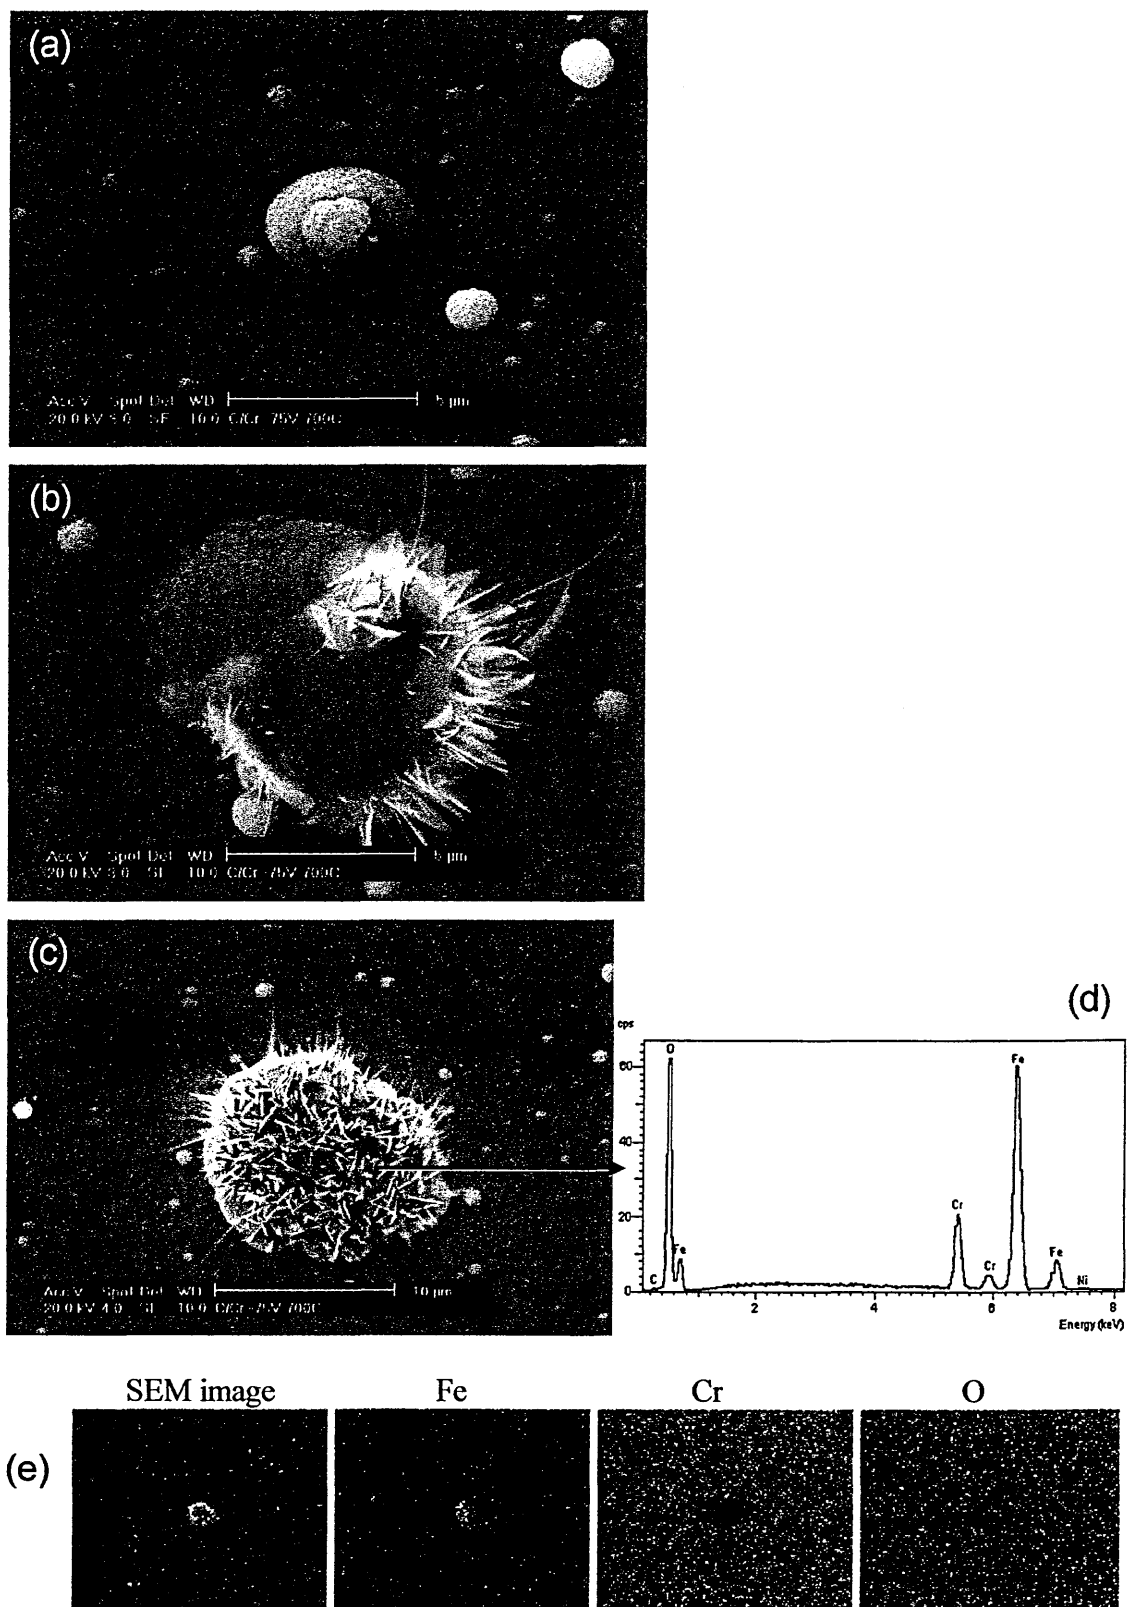 (a)
Acc.V Spot Det WD 5 µm
20.0 kV 3.0 SE 10.0 C/Cr -75V 700C
(b)
Acc.V Spot Det WD 5 µm
20.0 kV 3.0 SE 10.0 C/Cr -75V 700C
(c)
Acc.V Spot Det WD 10 µm
20.0 kV 4.0 SE 10.0 C/Cr -75V 700C
(d)
cps
O
Fe
60
40
Cr
20
Fe
Cr
Fe
C
Ni
0
2 4 6 8
Energy (keV)
SEM image Fe Cr O
(e)